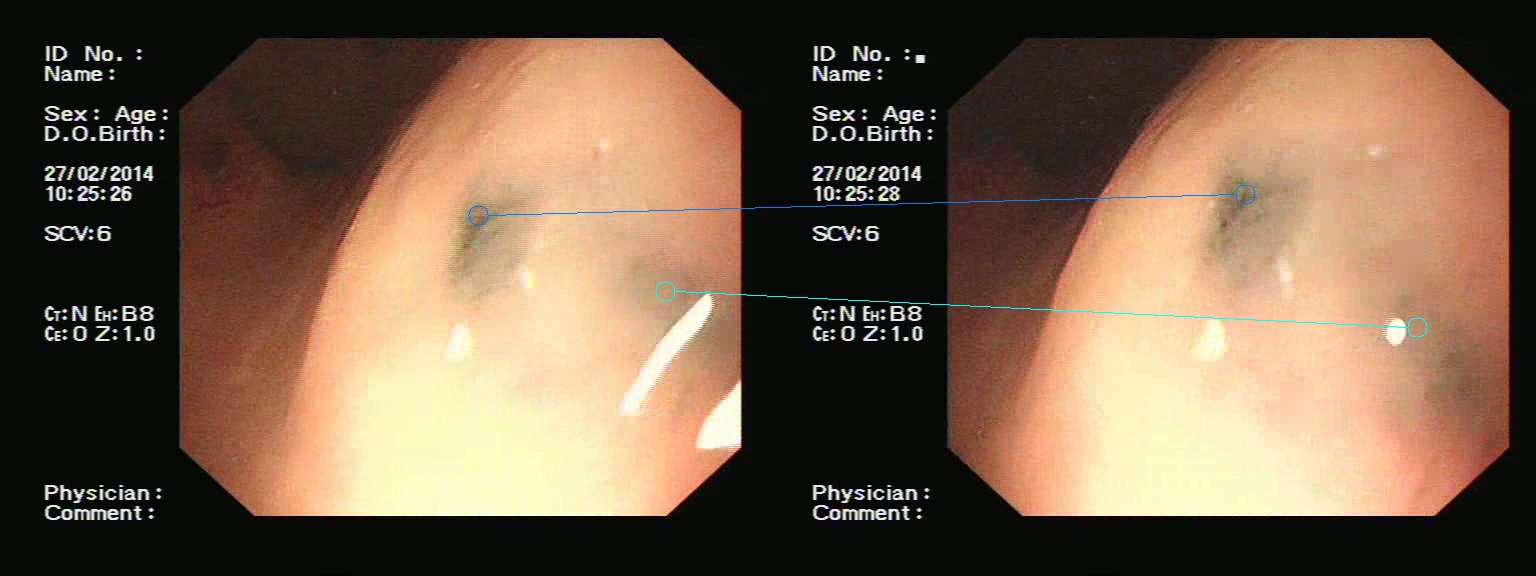 ID No. :
Name:
Sex: Age:
D.O.Birth:
27/02/2014
10:25:26
SCV:6
CT:N EH:B8
CE:0 Z:1.0
Physician:
Comment:
ID No. :
Name:
Sex: Age:
D.O.Birth:
27/02/2014
10:25:28
SCV:6
CT:N EH:B8
CE:0 Z:1.0
Physician:
Comment: